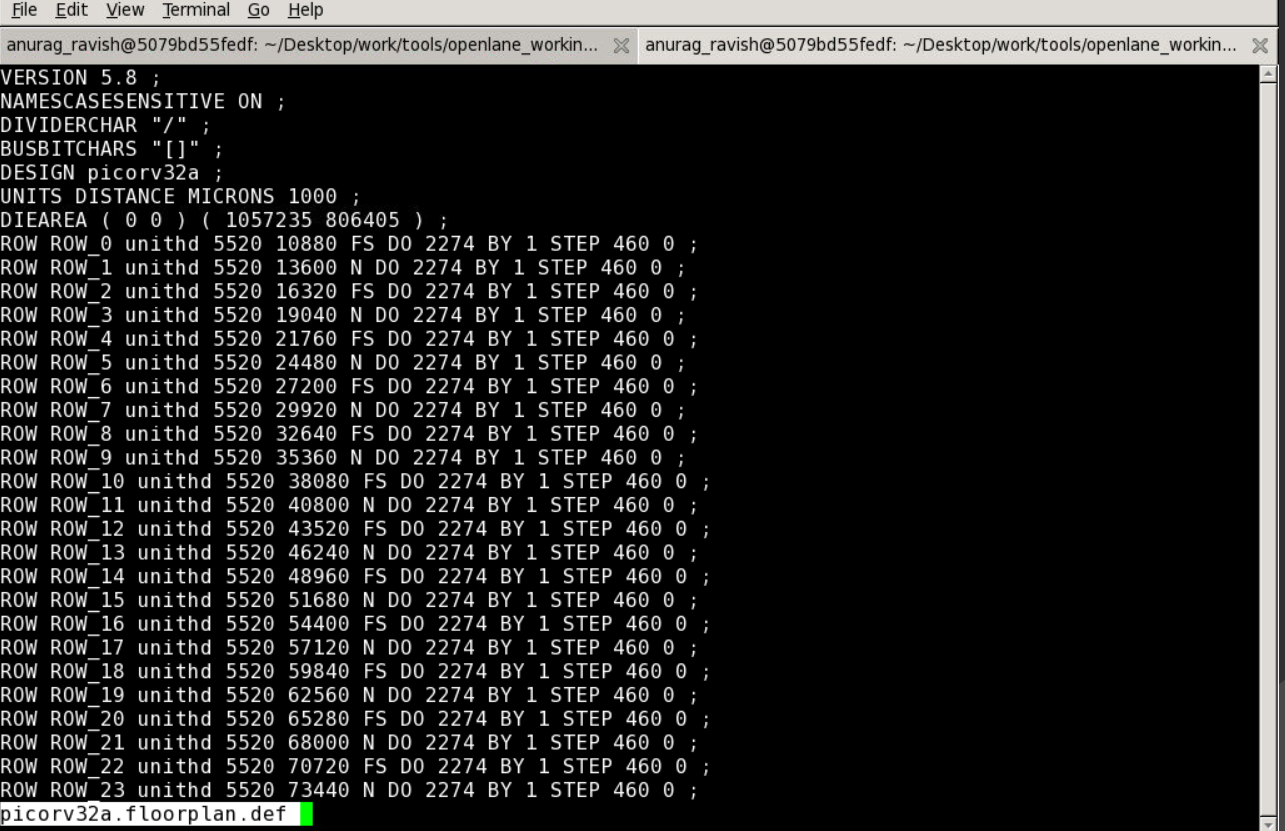 File Edit View Terminal Go Help
anurag_ravish@5079bd55fedf: ~/Desktop/work/tools/openlane_workin... anurag_ravish@5079bd55fedf: ~/Desktop/work/tools/openlane_workin...
VERSION 5.8 ;
NAMESCASESENSITIVE ON ;
DIVIDERCHAR "/" ;
BUSBITCHARS "[]" ;
DESIGN picorv32a ;
UNITS DISTANCE MICRONS 1000 ;
DIEAREA ( 0 0 ) ( 1057235 806405 ) ;
ROW ROW_0 unithd 5520 10880 FS DO 2274 BY 1 STEP 460 0 ;
ROW ROW_1 unithd 5520 13600 N DO 2274 BY 1 STEP 460 0 ;
ROW ROW_2 unithd 5520 16320 FS DO 2274 BY 1 STEP 460 0 ;
ROW ROW_3 unithd 5520 19040 N DO 2274 BY 1 STEP 460 0 ;
ROW ROW_4 unithd 5520 21760 FS DO 2274 BY 1 STEP 460 0 ;
ROW ROW_5 unithd 5520 24480 N DO 2274 BY 1 STEP 460 0 ;
ROW ROW_6 unithd 5520 27200 FS DO 2274 BY 1 STEP 460 0 ;
ROW ROW_7 unithd 5520 29920 N DO 2274 BY 1 STEP 460 0 ;
ROW ROW_8 unithd 5520 32640 FS DO 2274 BY 1 STEP 460 0 ;
ROW ROW_9 unithd 5520 35360 N DO 2274 BY 1 STEP 460 0 ;
ROW ROW_10 unithd 5520 38080 FS DO 2274 BY 1 STEP 460 0 ;
ROW ROW_11 unithd 5520 40800 N DO 2274 BY 1 STEP 460 0 ;
ROW ROW_12 unithd 5520 43520 FS DO 2274 BY 1 STEP 460 0 ;
ROW ROW_13 unithd 5520 46240 N DO 2274 BY 1 STEP 460 0 ;
ROW ROW_14 unithd 5520 48960 FS DO 2274 BY 1 STEP 460 0 ;
ROW ROW_15 unithd 5520 51680 N DO 2274 BY 1 STEP 460 0 ;
ROW ROW_16 unithd 5520 54400 FS DO 2274 BY 1 STEP 460 0 ;
ROW ROW_17 unithd 5520 57120 N DO 2274 BY 1 STEP 460 0 ;
ROW ROW_18 unithd 5520 59840 FS DO 2274 BY 1 STEP 460 0 ;
ROW ROW_19 unithd 5520 62560 N DO 2274 BY 1 STEP 460 0 ;
ROW ROW_20 unithd 5520 65280 FS DO 2274 BY 1 STEP 460 0 ;
ROW ROW_21 unithd 5520 68000 N DO 2274 BY 1 STEP 460 0 ;
ROW ROW_22 unithd 5520 70720 FS DO 2274 BY 1 STEP 460 0 ;
ROW ROW_23 unithd 5520 73440 N DO 2274 BY 1 STEP 460 0 ;
picorv32a.floorplan.def